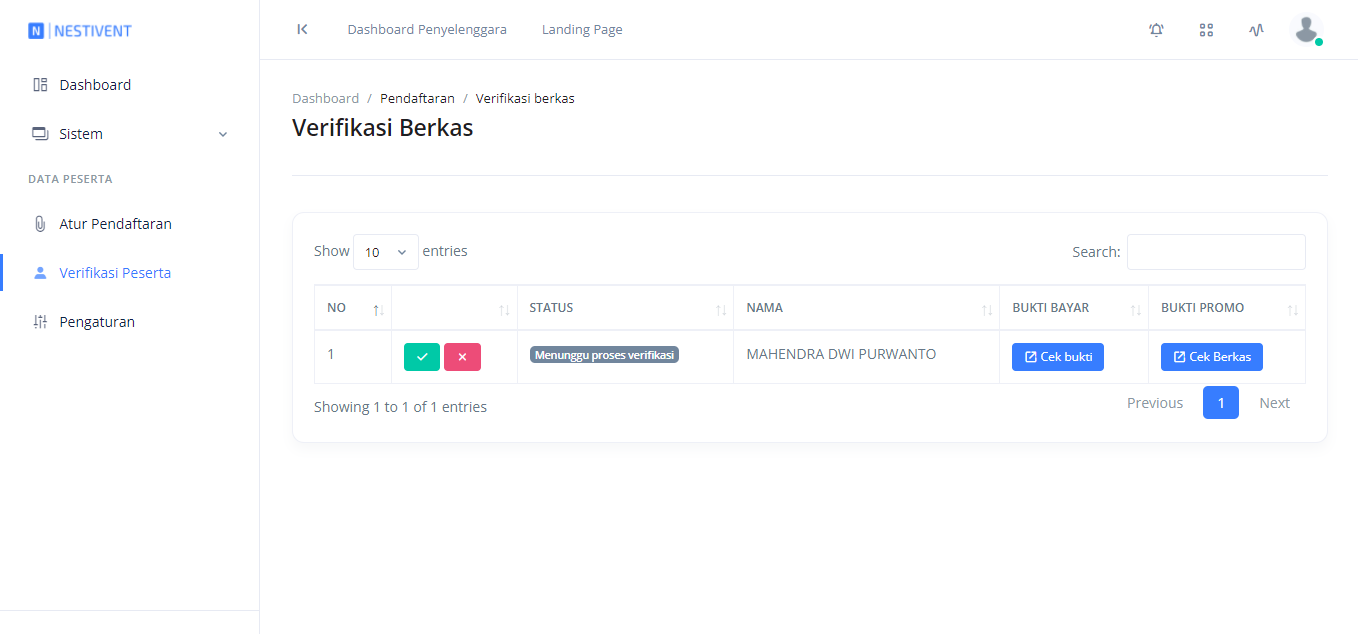 N | NESTIVENT
Dashboard
Sistem
DATA PESERTA
Atur Pendaftaran
Verifikasi Peserta
Pengaturan
Dashboard Penyelenggara Landing Page
Dashboard / Pendaftaran / Verifikasi berkas
Verifikasi Berkas
Show 10 entries Search:
NO STATUS NAMA BUKTI BAYAR BUKTI PROMO
1 Menunggu proses verifikasi MAHENDRA DWI PURWANTO Cek bukti Cek Berkas
Showing 1 to 1 of 1 entries Previous 1 Next